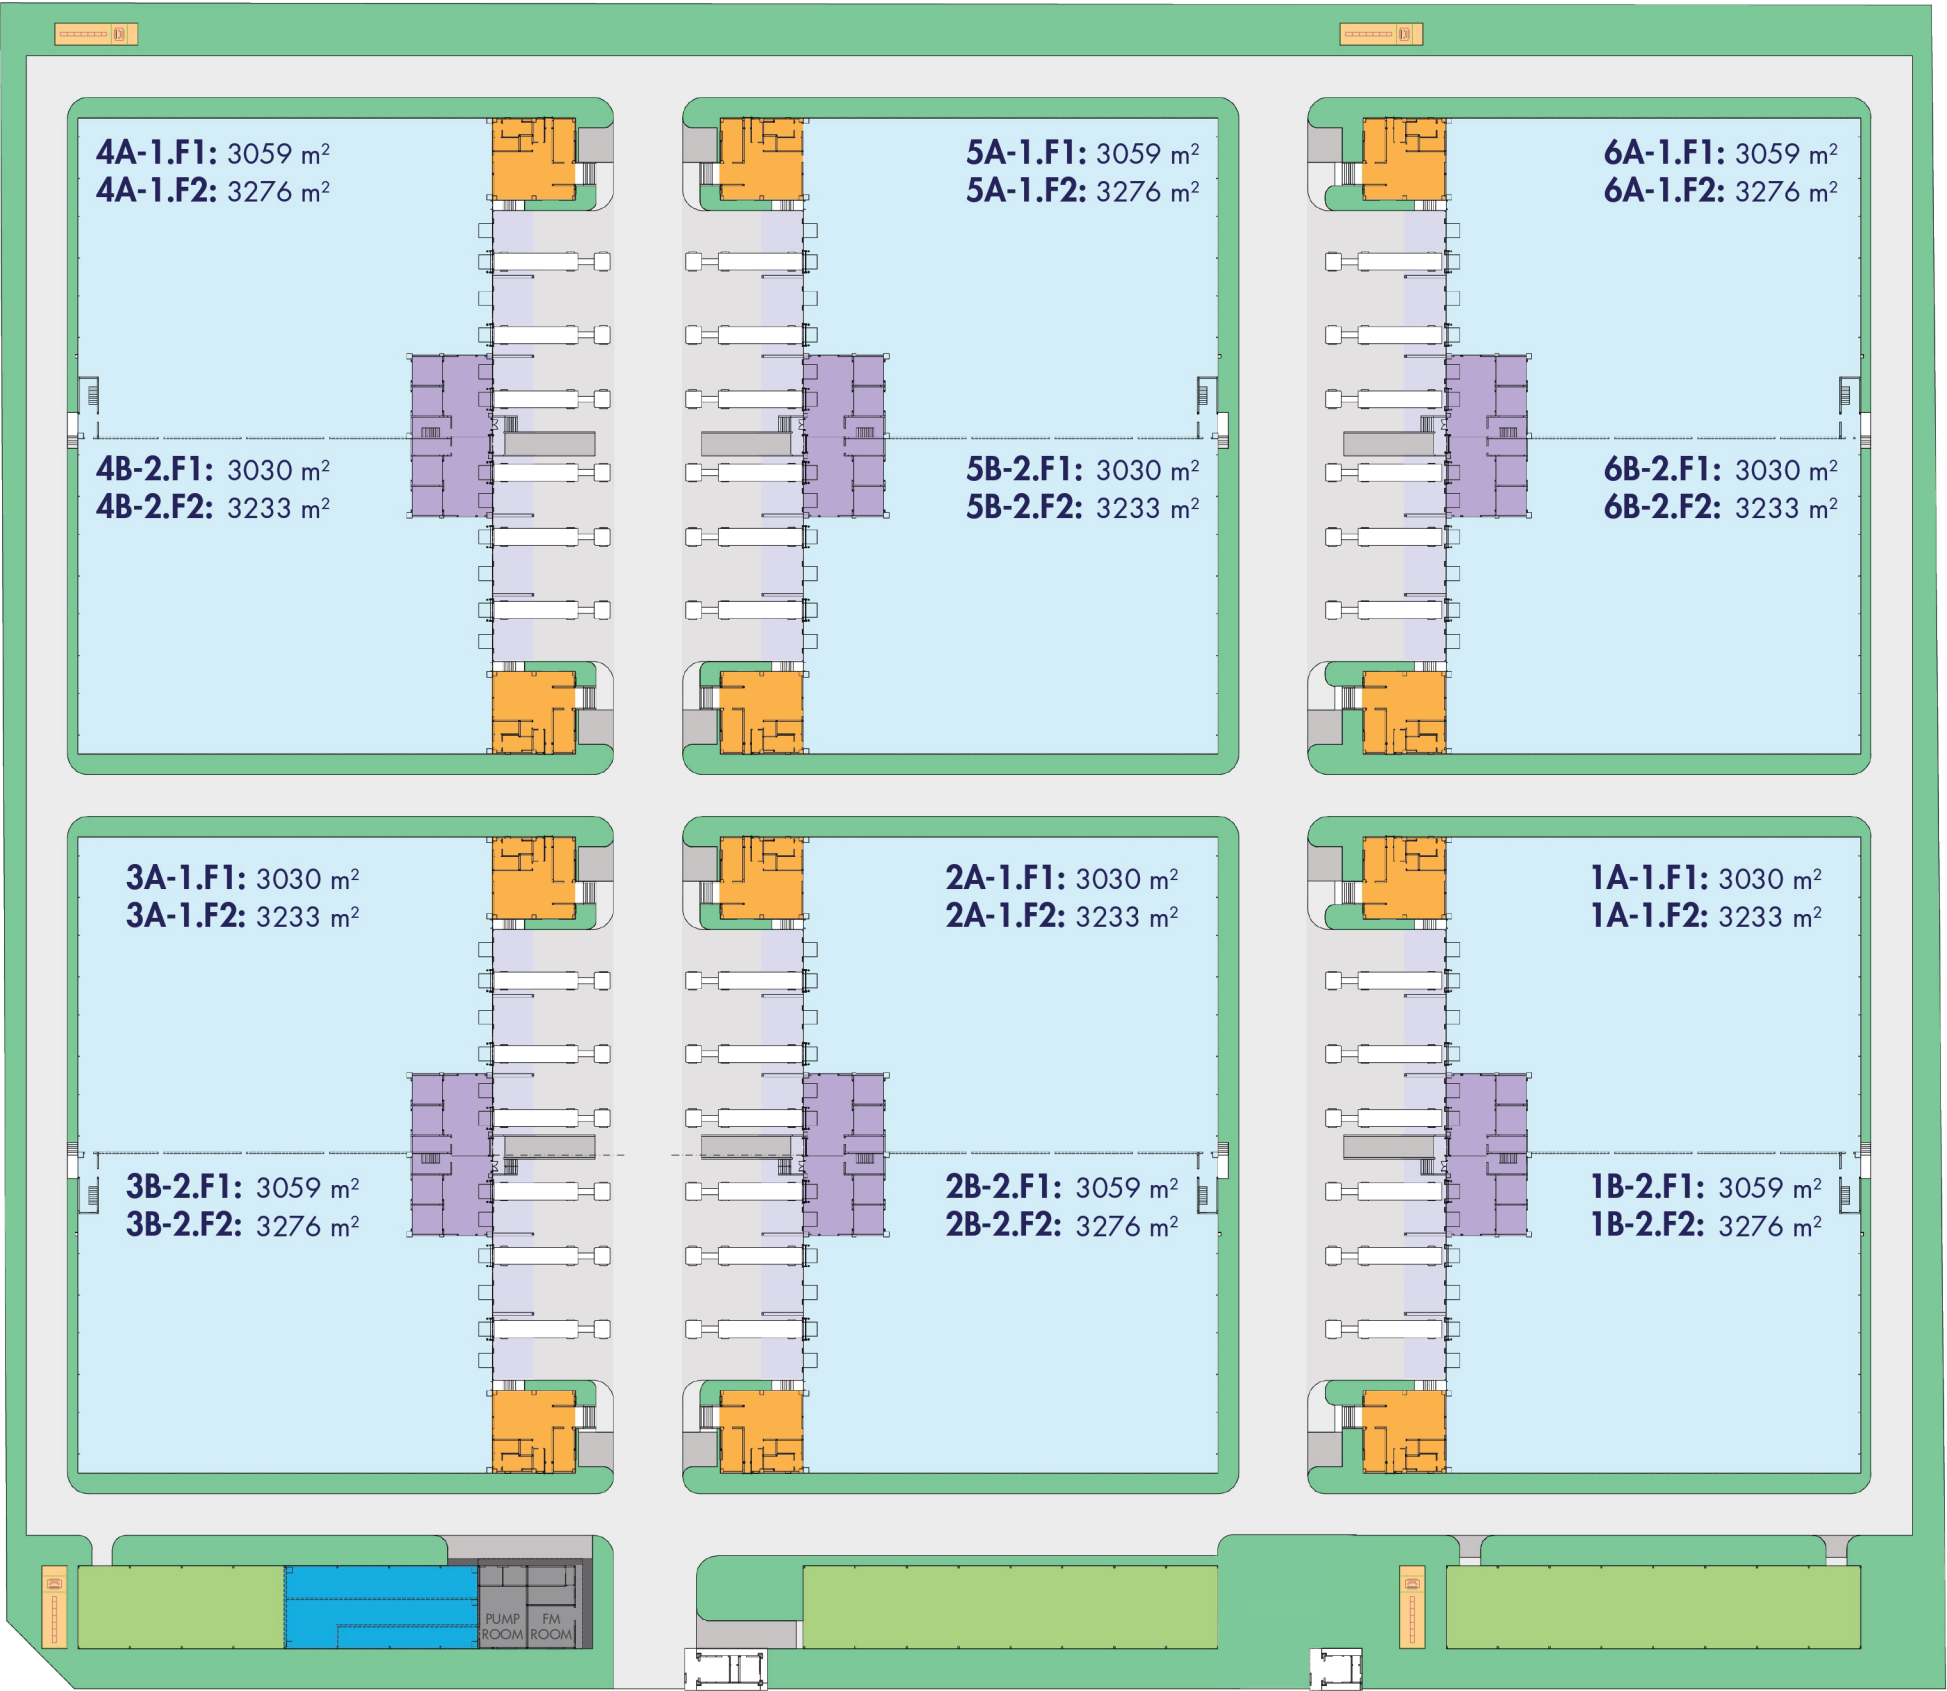 4A-1.F1: 3059 m²
4A-1.F2: 3276 m²
5A-1.F1: 3059 m²
5A-1.F2: 3276 m²
6A-1.F1: 3059 m²
6A-1.F2: 3276 m²
4B-2.F1: 3030 m²
4B-2.F2: 3233 m²
5B-2.F1: 3030 m²
5B-2.F2: 3233 m²
6B-2.F1: 3030 m²
6B-2.F2: 3233 m²
3A-1.F1: 3030 m²
3A-1.F2: 3233 m²
2A-1.F1: 3030 m²
2A-1.F2: 3233 m²
1A-1.F1: 3030 m²
1A-1.F2: 3233 m²
3B-2.F1: 3059 m²
3B-2.F2: 3276 m²
2B-2.F1: 3059 m²
2B-2.F2: 3276 m²
1B-2.F1: 3059 m²
1B-2.F2: 3276 m²
PUMP
ROOM
FM
ROOM